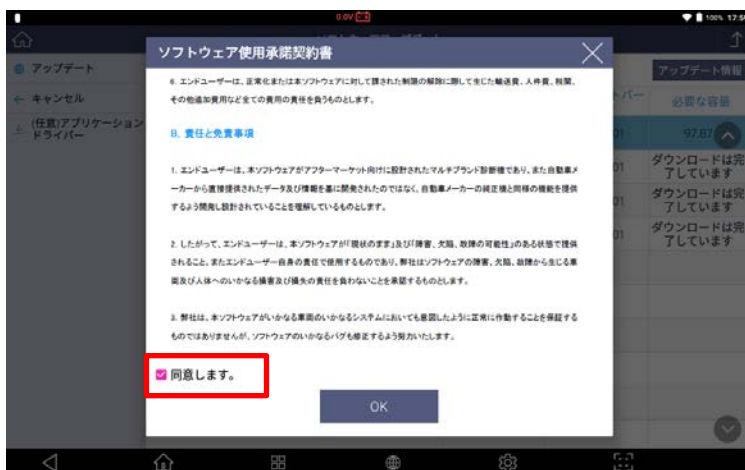 0.0V
100% 17:5
ソフトウェア使用承諾契約書
アップデート
アップデート情報
キャンセル
(任意)アプリケーション
ドライバー
トバー
必要な容量
01
97.87
01
ダウンロードは完
了しています
01
ダウンロードは完
了しています
01
ダウンロードは完
了しています
6. エンドユーザーは、正常化または本ソフトウェアに対して課された制限の解除に際して生じた輸送費、人件費、税関、
その他追加費用など全ての費用の責任を負うものとします。
B. 責任と免責事項
1. エンドユーザーは、本ソフトウェアがアフターマーケット向けに設計されたマルチブランド診断機であり、また自動車メ
ーカーから直接提供されたデータ及び情報を基に開発されたのではなく、自動車メーカーの純正機と同様の機能を提供
するよう開発し設計されていることを理解しているものとします。
2. したがって、エンドユーザーは、本ソフトウェアが「現状のまま」及び「障害、欠陥、故障の可能性」のある状態で提供
されること、またエンドユーザー自身の責任で使用するものであり、弊社はソフトウェアの障害、欠陥、故障から生じる車
両及び人体へのいかなる損害及び損失の責任を負わないことを承諾するものとします。
3. 弊社は、本ソフトウェアがいかなる車両のいかなるシステムにおいても意図したように正常に作動することを保証する
ものではありませんが、ソフトウェアのいかなるバグも修正するよう努力いたします。
同意します。
OK